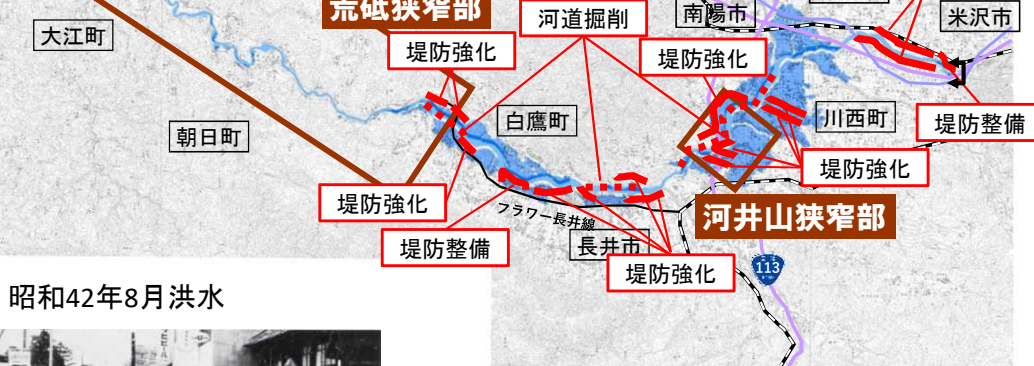 荒砥狭窄部
河道掘削
南陽市
米沢市
大江町
堤防強化
堤防強化
朝日町
白鷹町
川西町
堤防整備
堤防強化
堤防強化
フラワー長井線
河井山狭窄部
堤防整備
長井市
堤防強化
113
昭和42年8月洪水